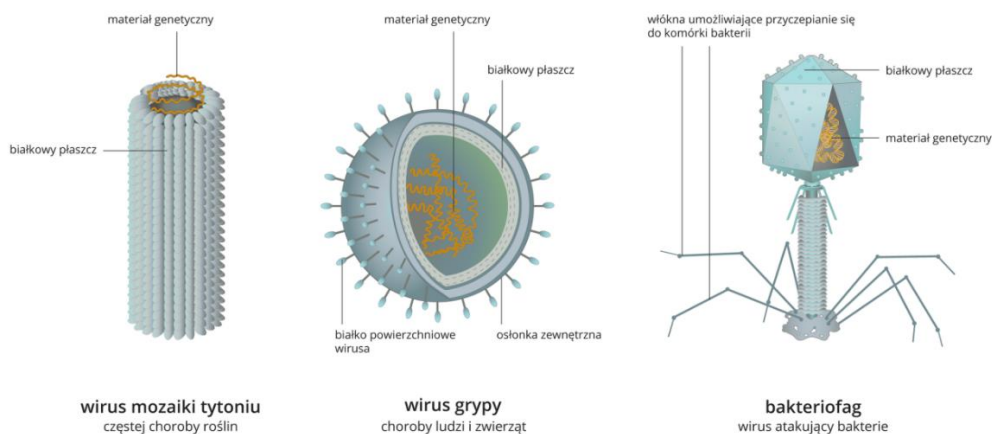 materiał genetyczny
białkowy płaszcz
wirus mozaiki tytoniu
częstej choroby roślin
materiał genetyczny
białkowy płaszcz
białko powierzchniowe
wirusa
osłonka zewnętrzna
wirus grypy
choroby ludzi i zwierząt
włókna umożliwiające przyczepianie się
do komórki bakterii
białkowy płaszcz
materiał genetyczny
bakteriofag
wirus atakujący bakterie